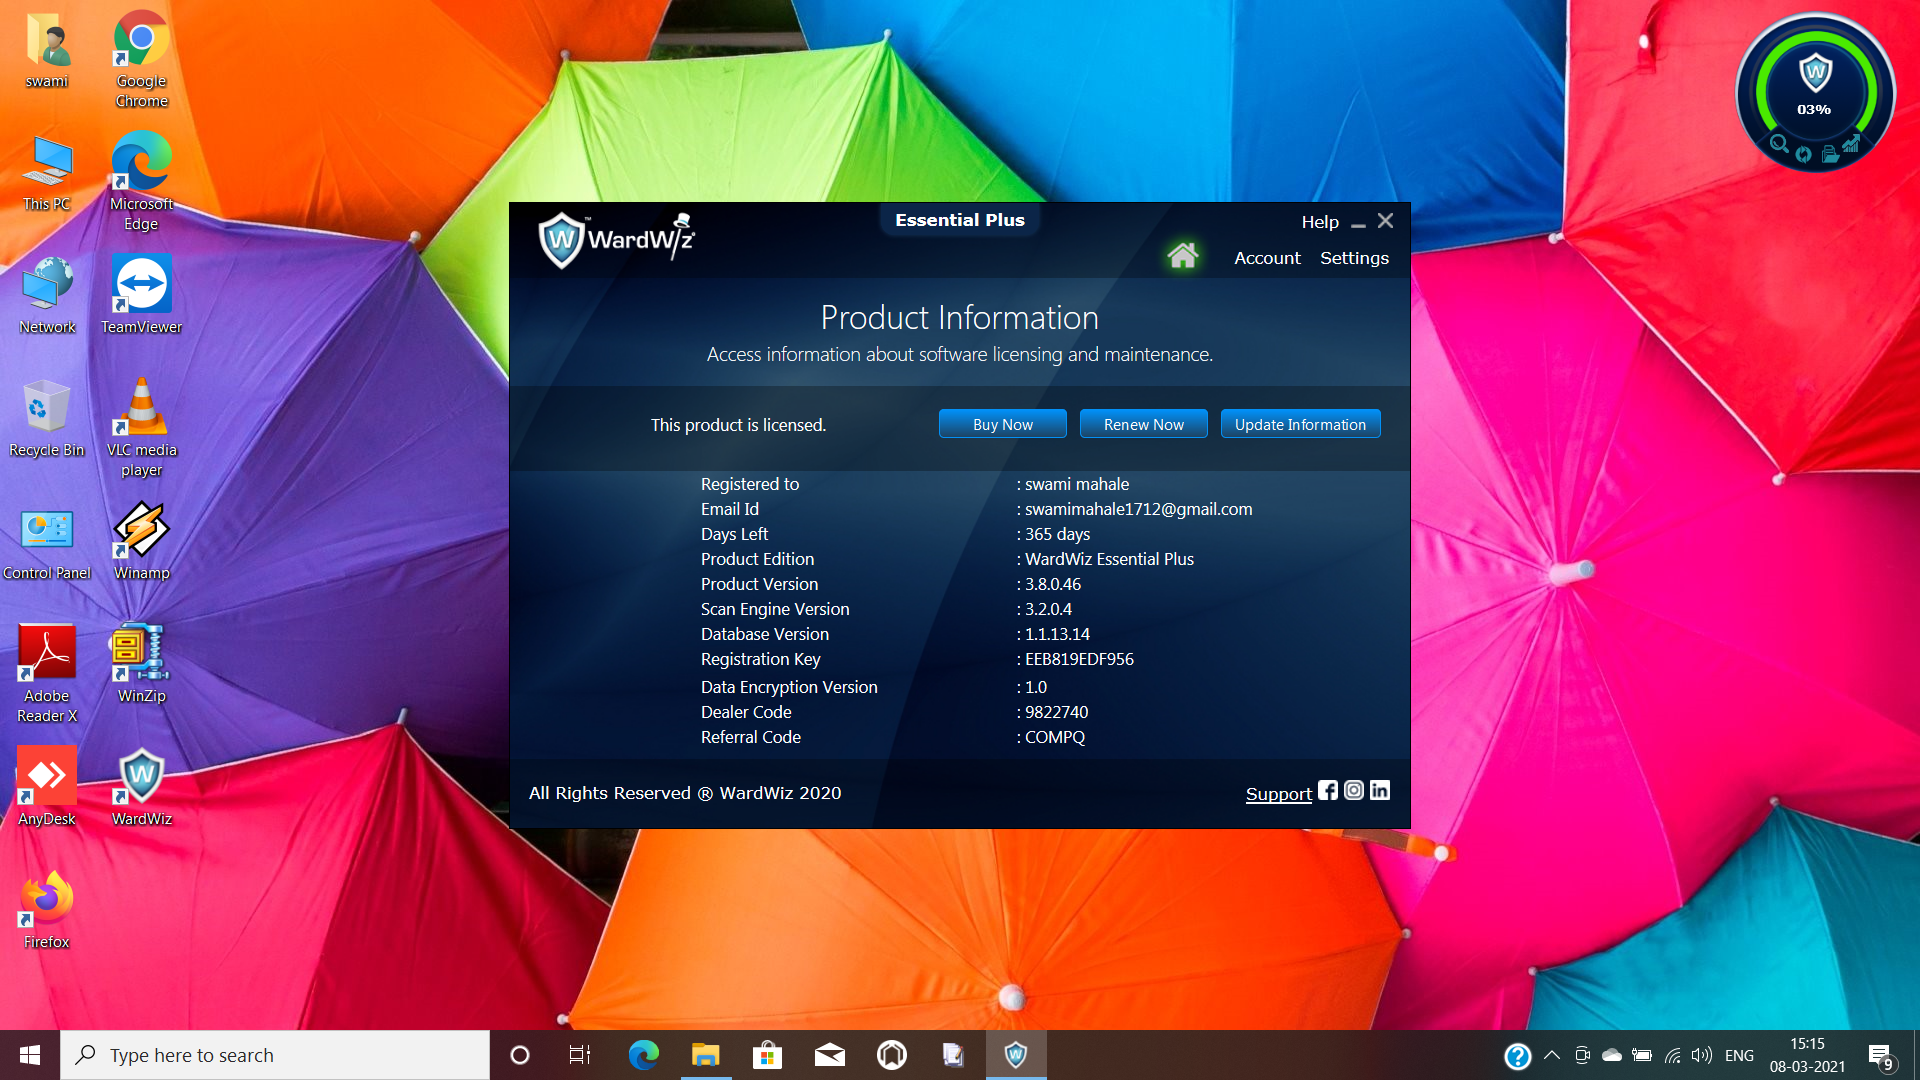 swami
Google
Chrome
This PC
Microsoft
Edge
Network
TeamViewer
Recycle Bin
VLC media
player
Control Panel
Winamp
Adobe
Reader X
WinZip
AnyDesk
WardWiz
Firefox
W
03%
W WardWiz
TM
Essential Plus
Help
Account
Settings
Product Information
Access information about software licensing and maintenance.
This product is licensed.
Buy Now
Renew Now
Update Information
Registered to : swami mahale
Email Id : swamimahale1712@gmail.com
Days Left : 365 days
Product Edition : WardWiz Essential Plus
Product Version : 3.8.0.46
Scan Engine Version : 3.2.0.4
Database Version : 1.1.13.14
Registration Key : EEB819EDF956
Data Encryption Version : 1.0
Dealer Code : 9822740
Referral Code : COMPQ
All Rights Reserved ® WardWiz 2020
Support
Type here to search
ENG
15:15
08-03-2021
9